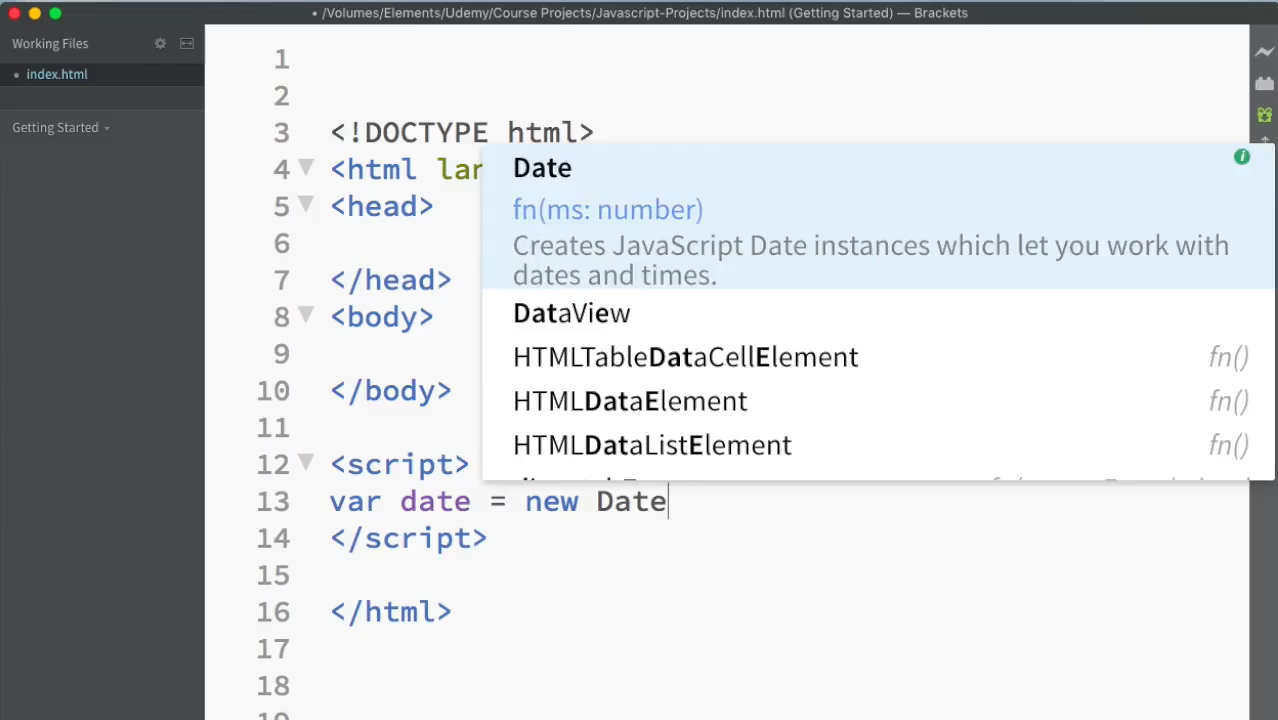 • /Volumes/Elements/Udemy/Course Projects/Javascript-Projects/index.html (Getting Started) — Brackets
Working Files
• index.html
Getting Started
1
2
3 <!DOCTYPE html>
4 <html lan
5 <head>
6
7 </head>
8 <body>
9
10 </body>
11
12 <script>
13 var date = new Date
14 </script>
15
16 </html>
17
18
Date
fn(ms: number)
Creates JavaScript Date instances which let you work with
dates and times.
DataView
HTMLTableDataCellElement fn()
HTMLDataElement fn()
HTMLDataListElement fn()